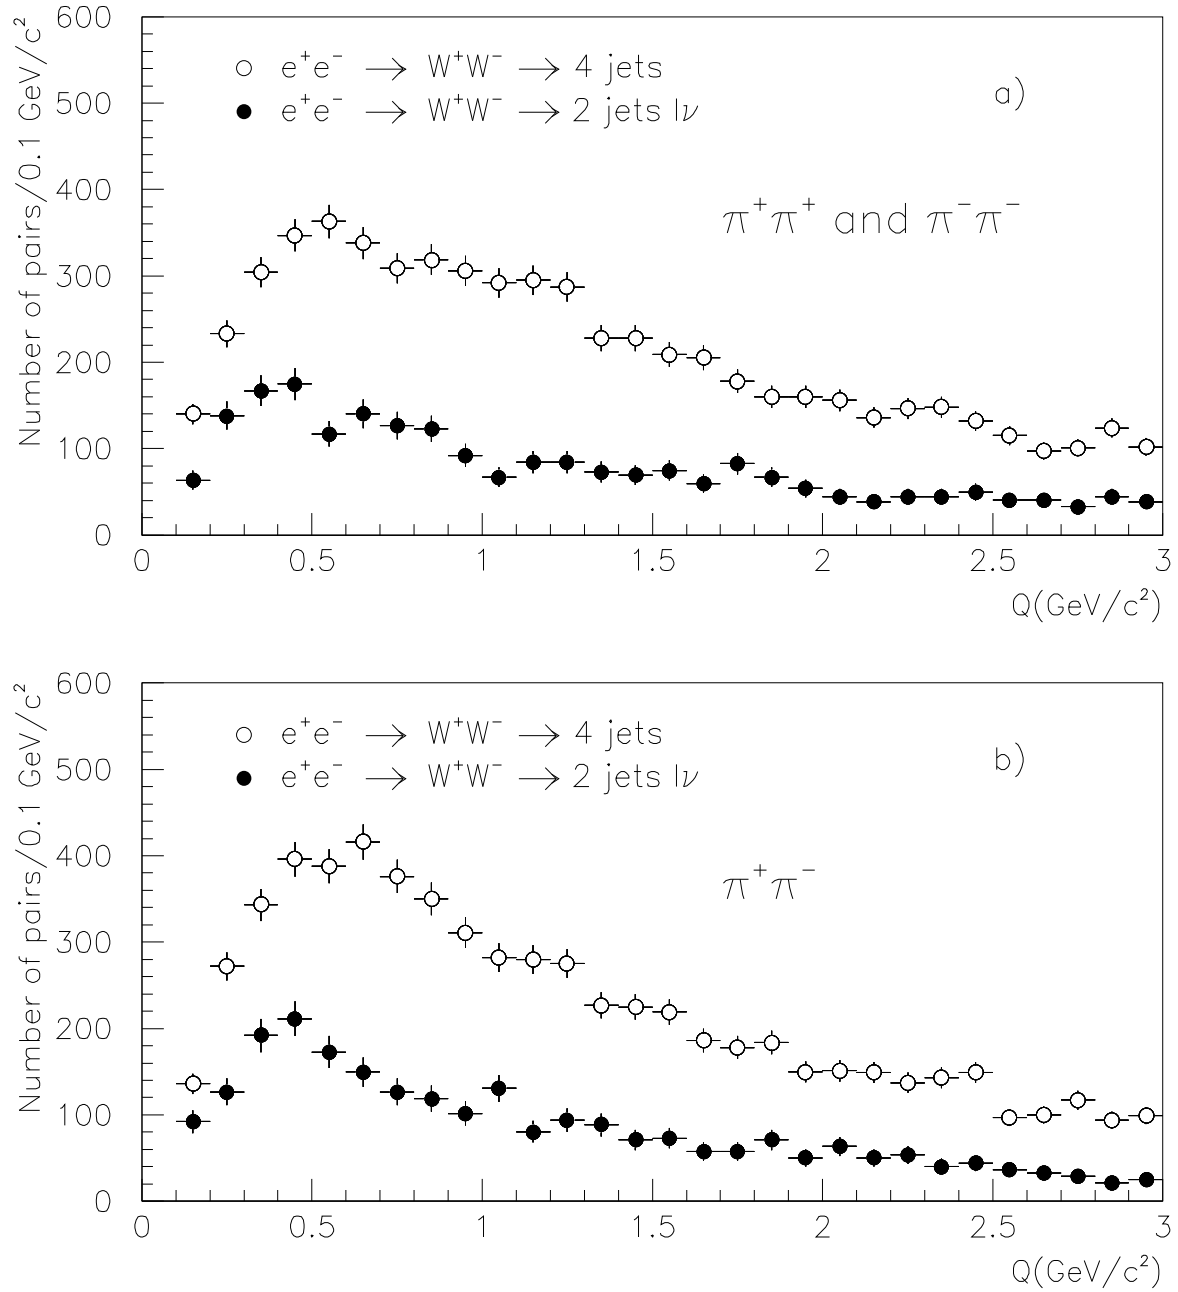 600
500
400
300
200
100
0
Number of pairs/0.1 GeV/c²
○ e⁺e⁻ → W⁺W⁻ → 4 jets
● e⁺e⁻ → W⁺W⁻ → 2 jets lν
a)
π⁺π⁺ and π⁻π⁻
0 0.5 1 1.5 2 2.5 3
Q(GeV/c²)
600
500
400
300
200
100
0
Number of pairs/0.1 GeV/c²
○ e⁺e⁻ → W⁺W⁻ → 4 jets
● e⁺e⁻ → W⁺W⁻ → 2 jets lν
b)
π⁺π⁻
0 0.5 1 1.5 2 2.5 3
Q(GeV/c²)